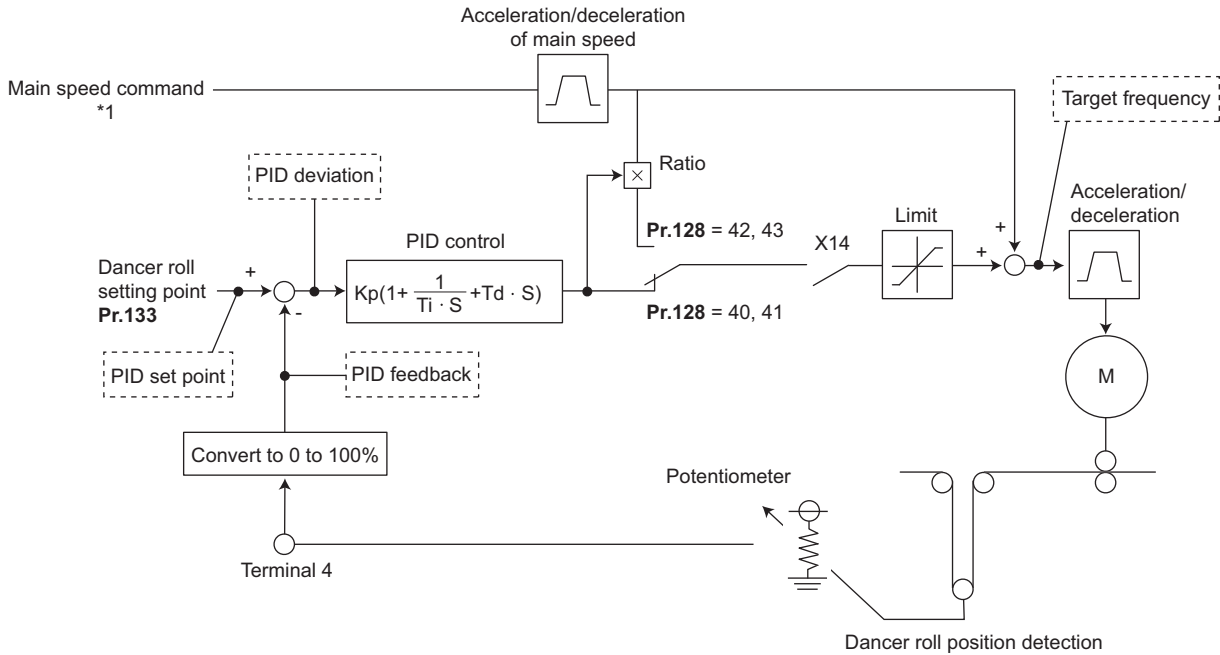 Acceleration/deceleration
of main speed
Main speed command
*1
Target frequency
PID deviation
Ratio
×
Acceleration/
deceleration
Pr.128 = 42, 43
Limit
X14
PID control
Dancer roll
setting point
Pr.133
+
-
Kp(1+ 1/(Ti · S) +Td · S)
+
+
Pr.128 = 40, 41
PID set point
PID feedback
M
Convert to 0 to 100%
Potentiometer
Terminal 4
Dancer roll position detection